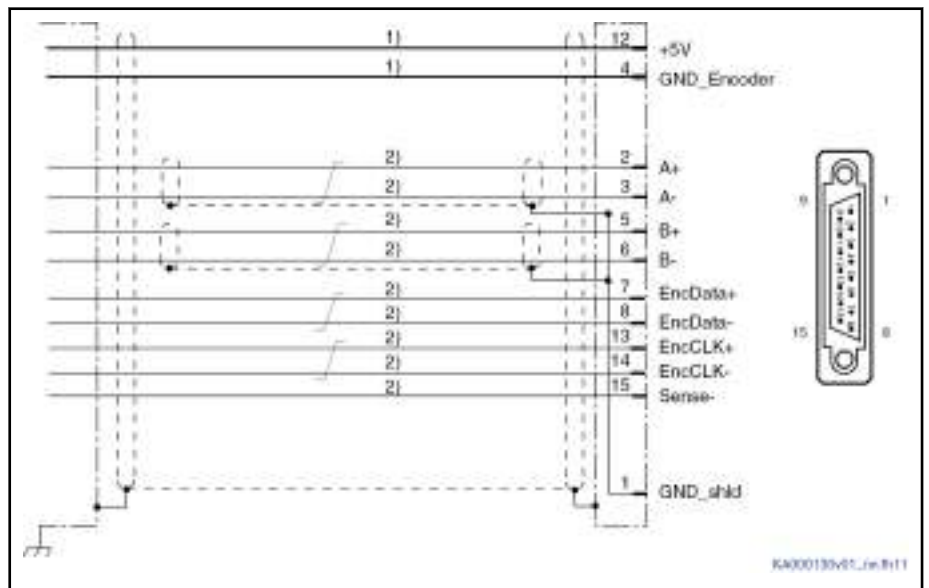 1) 12 +5V
1) 4 GND_Encoder
2) 2 A+
2) 3 A-
2) 5 B+
2) 6 B-
2) 7 EncData+
2) 8 EncData-
2) 13 EncCLK+
2) 14 EncCLK-
2) 15 Sense-
1 GND_shld
9 1
15 8